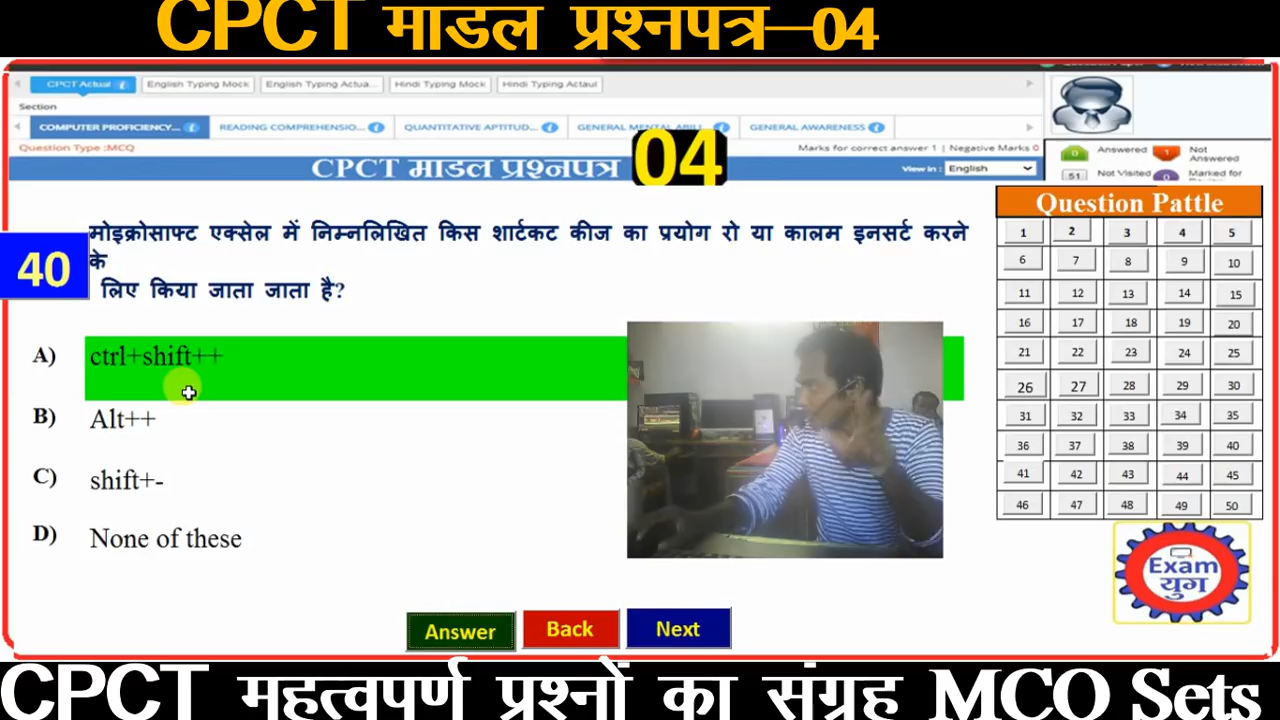 CPCT माडल प्रश्नपत्र–04
CPCT Actual English Typing Mock English Typing Actua... Hindi Typing Mock Hindi Typing Actaul
Section
COMPUTER PROFICIENCY... READING COMPREHENSIO... QUANTITATIVE APTITUD... GENERAL MENTAL ABILI GENERAL AWARENESS
Question Type :MCQ Marks for correct answer 1 | Negative Marks 0
CPCT माडल प्रश्नपत्र 04 View in : English
0 Answered 1 Not Answered
51 Not Visited 0 Marked for
40
मोइक्रोसाफ्ट एक्सेल में निम्नलिखित किस शार्टकट कीज का प्रयोग रो या कालम इनसर्ट करने
के
लिए किया जाता जाता है?
A) ctrl+shift++
B) Alt++
C) shift+-
D) None of these
Answer Back Next
Question Pattle
1 2 3 4 5
6 7 8 9 10
11 12 13 14 15
16 17 18 19 20
21 22 23 24 25
26 27 28 29 30
31 32 33 34 35
36 37 38 39 40
41 42 43 44 45
46 47 48 49 50
Exam
युग
CPCT महत्वपर्ण प्रश्नों का संग्रह MCQ Sets